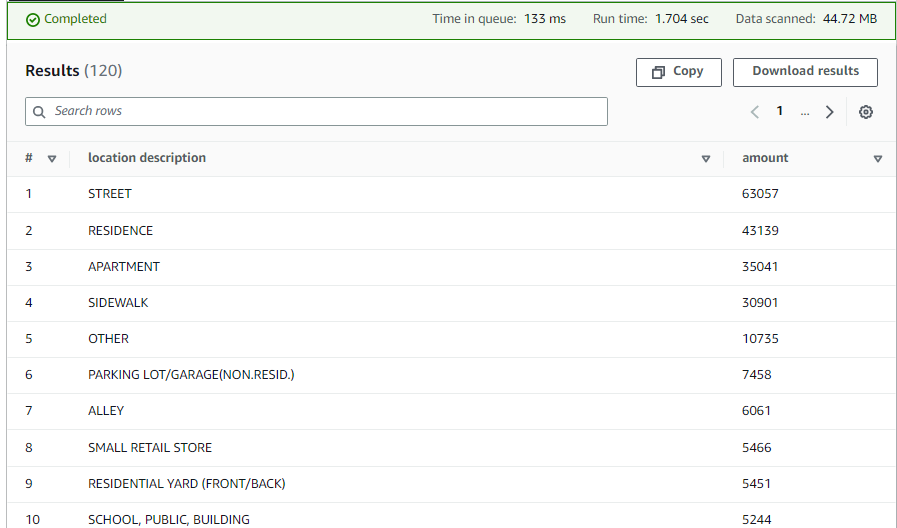 Completed Time in queue: 133 ms Run time: 1.704 sec Data scanned: 44.72 MB
Results (120) Copy Download results
Search rows 1 ...
# location description amount
1 STREET 63057
2 RESIDENCE 43139
3 APARTMENT 35041
4 SIDEWALK 30901
5 OTHER 10735
6 PARKING LOT/GARAGE(NON.RESID.) 7458
7 ALLEY 6061
8 SMALL RETAIL STORE 5466
9 RESIDENTIAL YARD (FRONT/BACK) 5451
10 SCHOOL, PUBLIC, BUILDING 5244